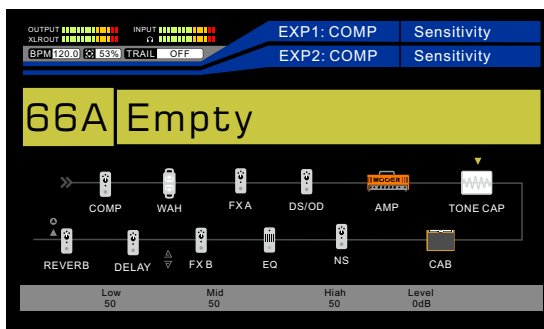 OUTPUT INPUT EXP1: COMP Sensitivity
XLROUT
BPM 120.0 53% TRAIL OFF EXP2: COMP Sensitivity
66A Empty
MOOER
COMP WAH FX A DS/OD AMP TONE CAP
REVERB DELAY FX B EQ NS CAB
Low Mid Hiah Level
50 50 50 0dB